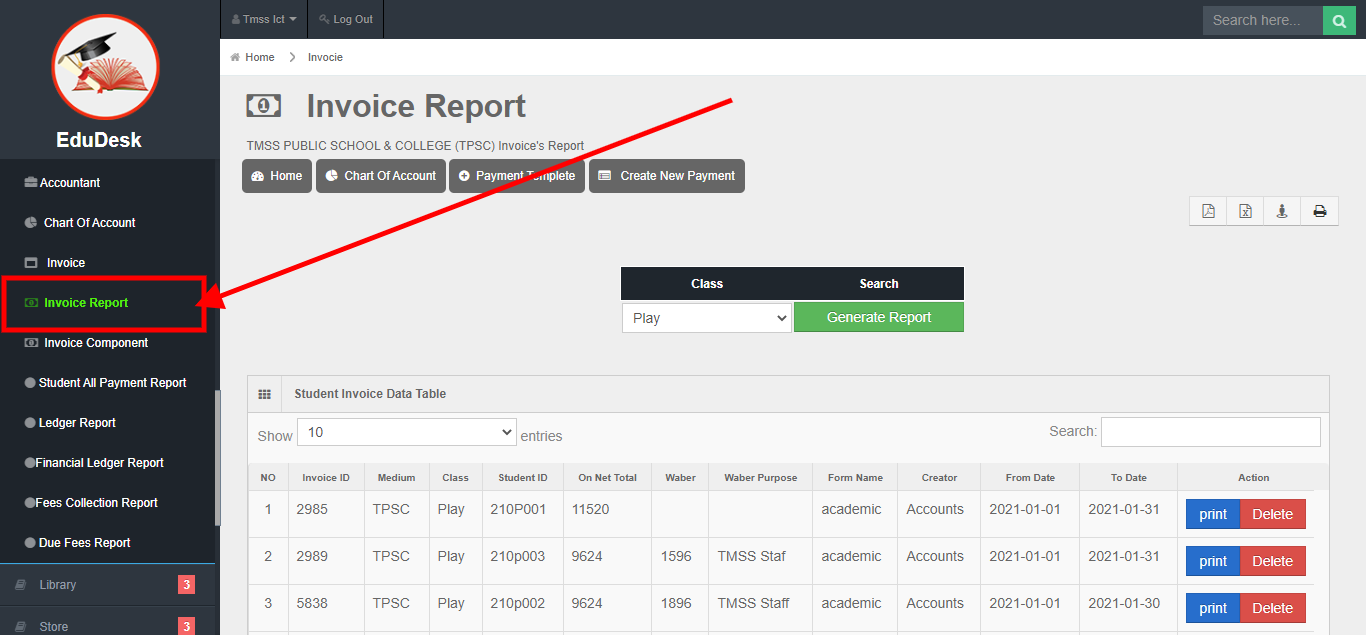 Tmss Ict
Log Out
Search here...
EduDesk
Home
Invocie
Invoice Report
TMSS PUBLIC SCHOOL & COLLEGE (TPSC) Invoice's Report
Home
Chart Of Account
Payment Templete
Create New Payment
Accountant
Chart Of Account
Invoice
Invoice Report
Invoice Component
Student All Payment Report
Ledger Report
Financial Ledger Report
Fees Collection Report
Due Fees Report
Library 3
Store 3
Class Search
Play Generate Report
Student Invoice Data Table
Show 10 entries Search:
NO Invoice ID Medium Class Student ID On Net Total Waber Waber Purpose Form Name Creator From Date To Date Action
1 2985 TPSC Play 210P001 11520 academic Accounts 2021-01-01 2021-01-31 print Delete
2 2989 TPSC Play 210p003 9624 1596 TMSS Staf academic Accounts 2021-01-01 2021-01-31 print Delete
3 5838 TPSC Play 210p002 9624 1896 TMSS Staff academic Accounts 2021-01-01 2021-01-30 print Delete